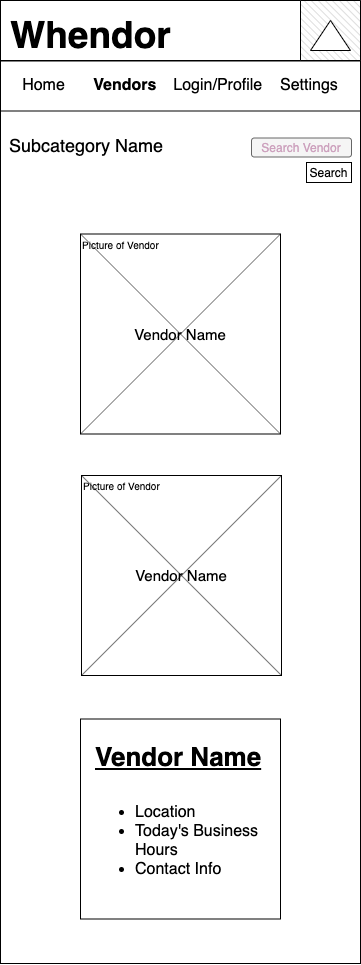 Whendor
Home Vendors Login/Profile Settings
Subcategory Name
Search Vendor
Search
Picture of Vendor
Vendor Name
Picture of Vendor
Vendor Name
Vendor Name
• Location
• Today's Business
Hours
• Contact Info